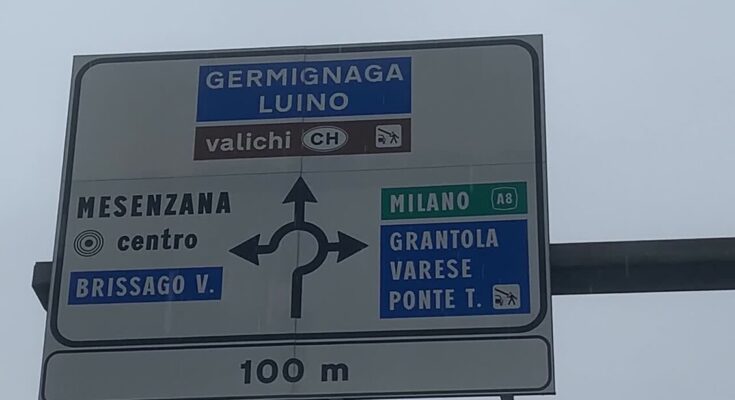 GERMIGNAGA
LUINO
valichi CH
MESENZANA
centro
BRISSAGO V.
MILANO A8
GRANTOLA
VARESE
PONTE T.
100 m